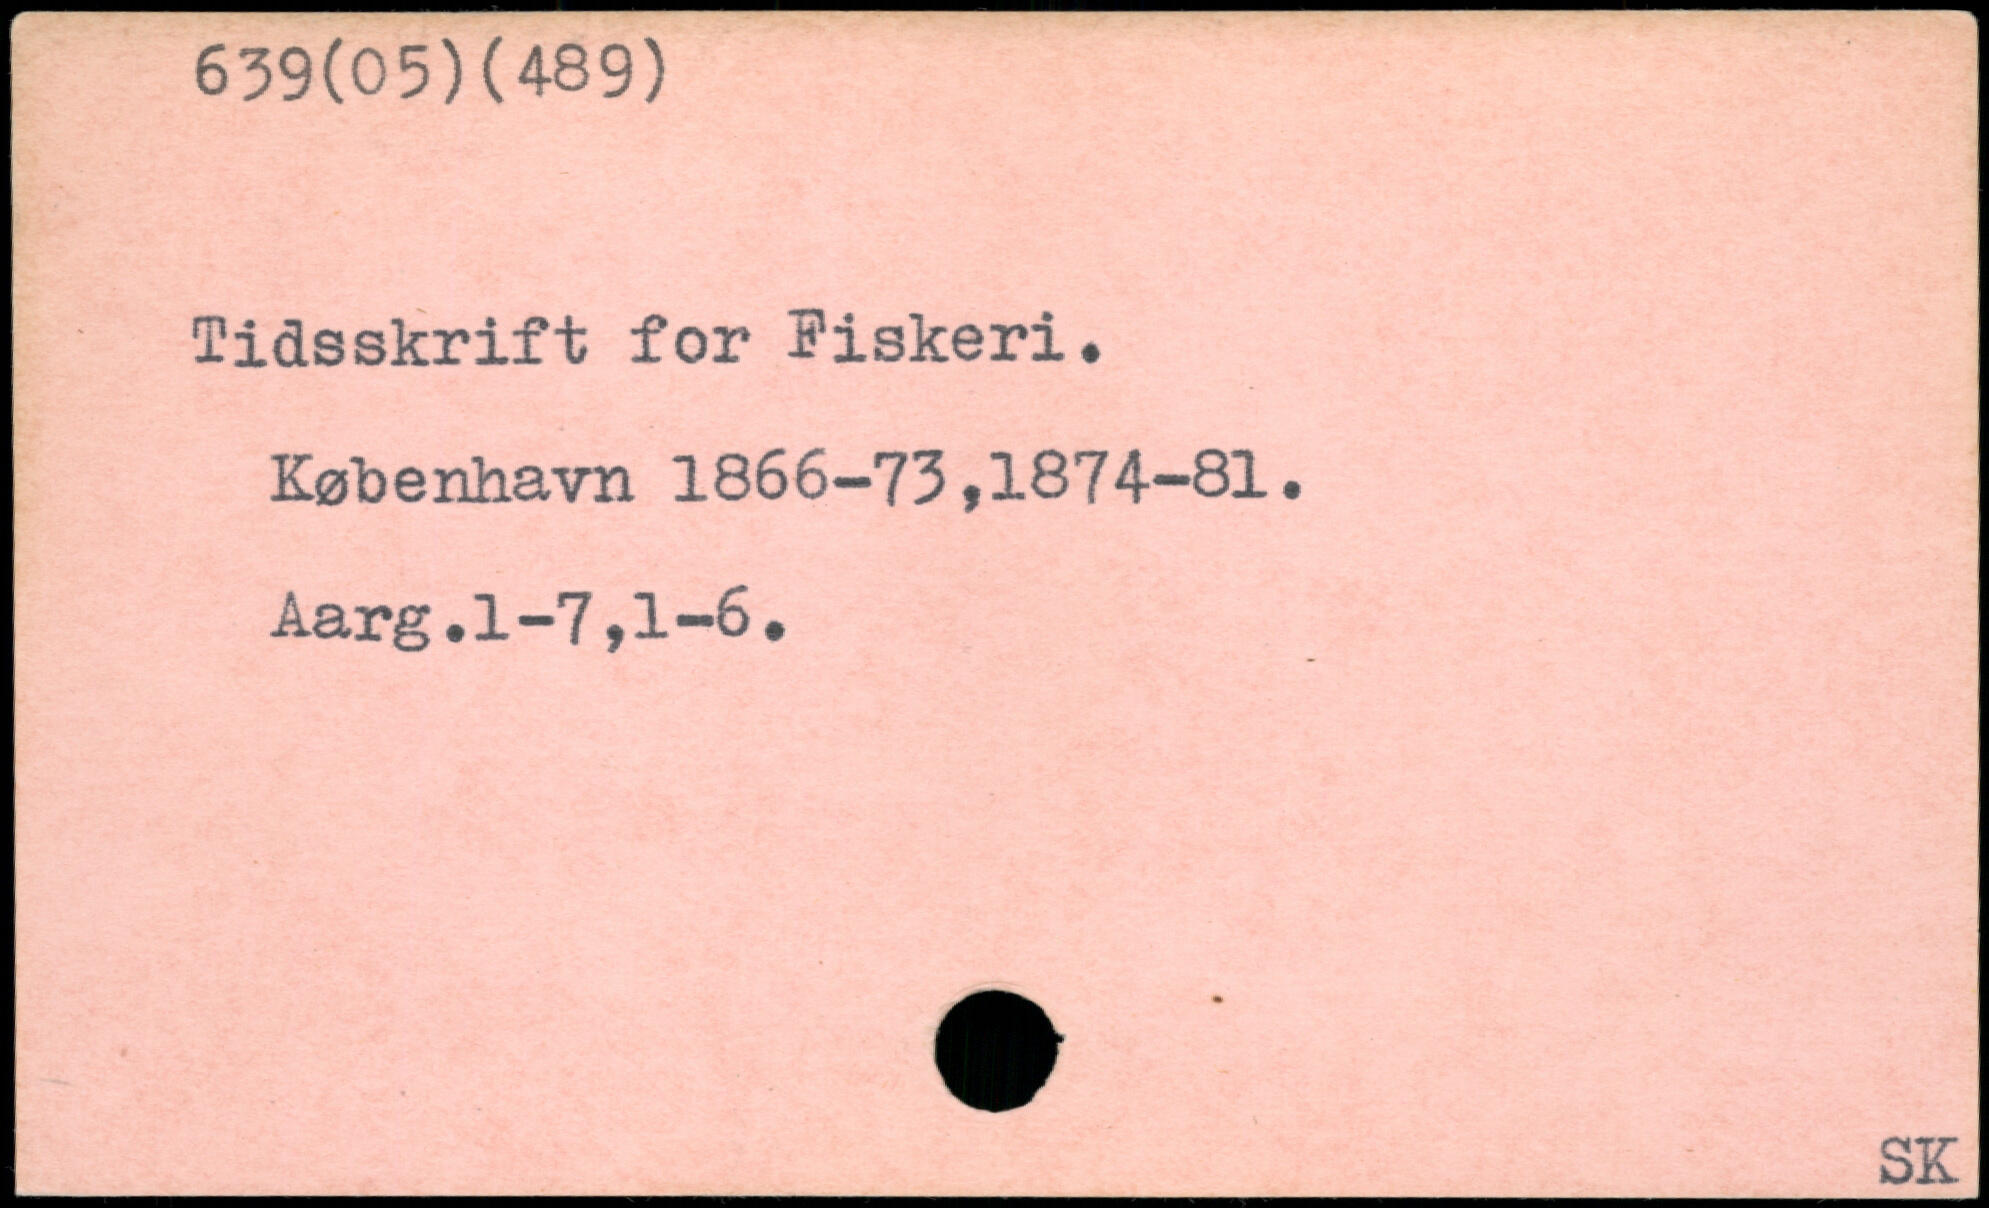 639(05)(489)
Tidsskrift for Fiskeri.
København 1866-73,1874-81.
Aarg.1-7,1-6.
SK